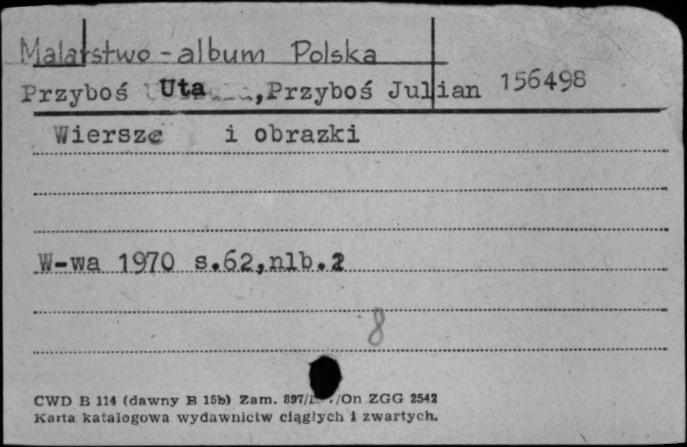 Malarstwo - album Polska
Przyboś Uta ,Przyboś Julian 156498
Wiersze i obrazki
W-wa 1970 s.62,nlb.2
8
CWD B 114 (dawny B 15b) Zam. 897/ /On ZGG 2542
Karta katalogowa wydawnictw ciągłych i zwartych.